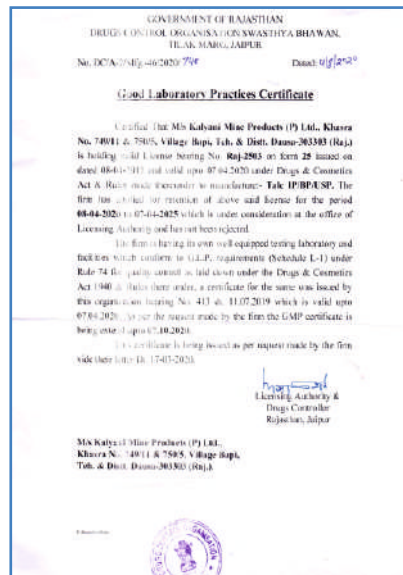 GOVERNMENT OF RAJASTHAN
DRUGS CONTROL ORGANISATION SWASTHYA BHAWAN,
TILAK MARG, JAIPUR
Dated:
Good Laboratory Practices Certificate
Certified That M/s Kalyani Mine Products (P) Ltd., Khasra
No. 749/11 & 750/5, Village Bapi, Teh. & Distt. Dausa-303303 (Raj.)
is holding valid License bearing No. Raj-2503 on form 25 issued on
dated and valid upto 07.04.2020 under Drugs & Cosmetics
Act & Rules made thereunder to manufacture:- Talc IP/BP/USP. The
firm has applied for retention of above said license for the period
08-04-2020 to 07-04-2025 which is under consideration at the office of
Licensing Authority and has not been rejected.
The firm is having its own well equipped testing laboratory and
facilities which conform to G.L.P. requirements (Schedule L-1) under
Rule 74 for quality control as laid down under the Drugs & Cosmetics
Act 1940 & Rules there under, a certificate for the same was issued by
this organization bearing No. 413 dt. 11.07.2019 which is valid upto
07.04.2020. As per the request made by the firm the GMP certificate is
being extend upto 07.10.2020.
This certificate is being issued as per request made by the firm
vide their letter Dt. 17-03-2020.
Licensing Authority &
Drugs Controller
Rajasthan, Jaipur
M/s Kalyani Mine Products (P) Ltd.,
Khasra No. 749/11 & 750/5, Village Bapi,
Teh. & Distt. Dausa-303303 (Raj.).